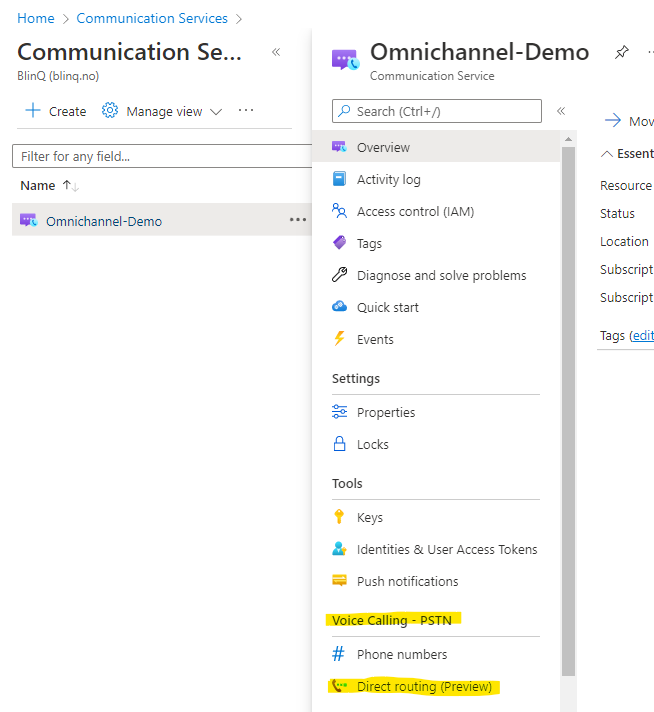 Home > Communication Services >
Communication Se...
BlinQ (blinq.no)
Create
Manage view
...
Filter for any field...
Name
Omnichannel-Demo
...
Omnichannel-Demo
Communication Service
Search (Ctrl+/)
Overview
Activity log
Access control (IAM)
Tags
Diagnose and solve problems
Quick start
Events
Settings
Properties
Locks
Tools
Keys
Identities & User Access Tokens
Push notifications
Voice Calling - PSTN
Phone numbers
Direct routing (Preview)
Mov
Essent
Resource
Status
Location
Subscript
Subscript
Tags (edit